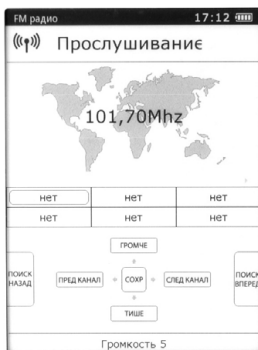 FM радио 17:12
Прослушивание
101,70Mhz
нет нет нет
нет нет нет
ГРОМЧЕ
ПОИСК НАЗАД ПРЕД КАНАЛ СОХР СЛЕД КАНАЛ ПОИСК ВПЕРЕД
ТИШЕ
Громкость 5